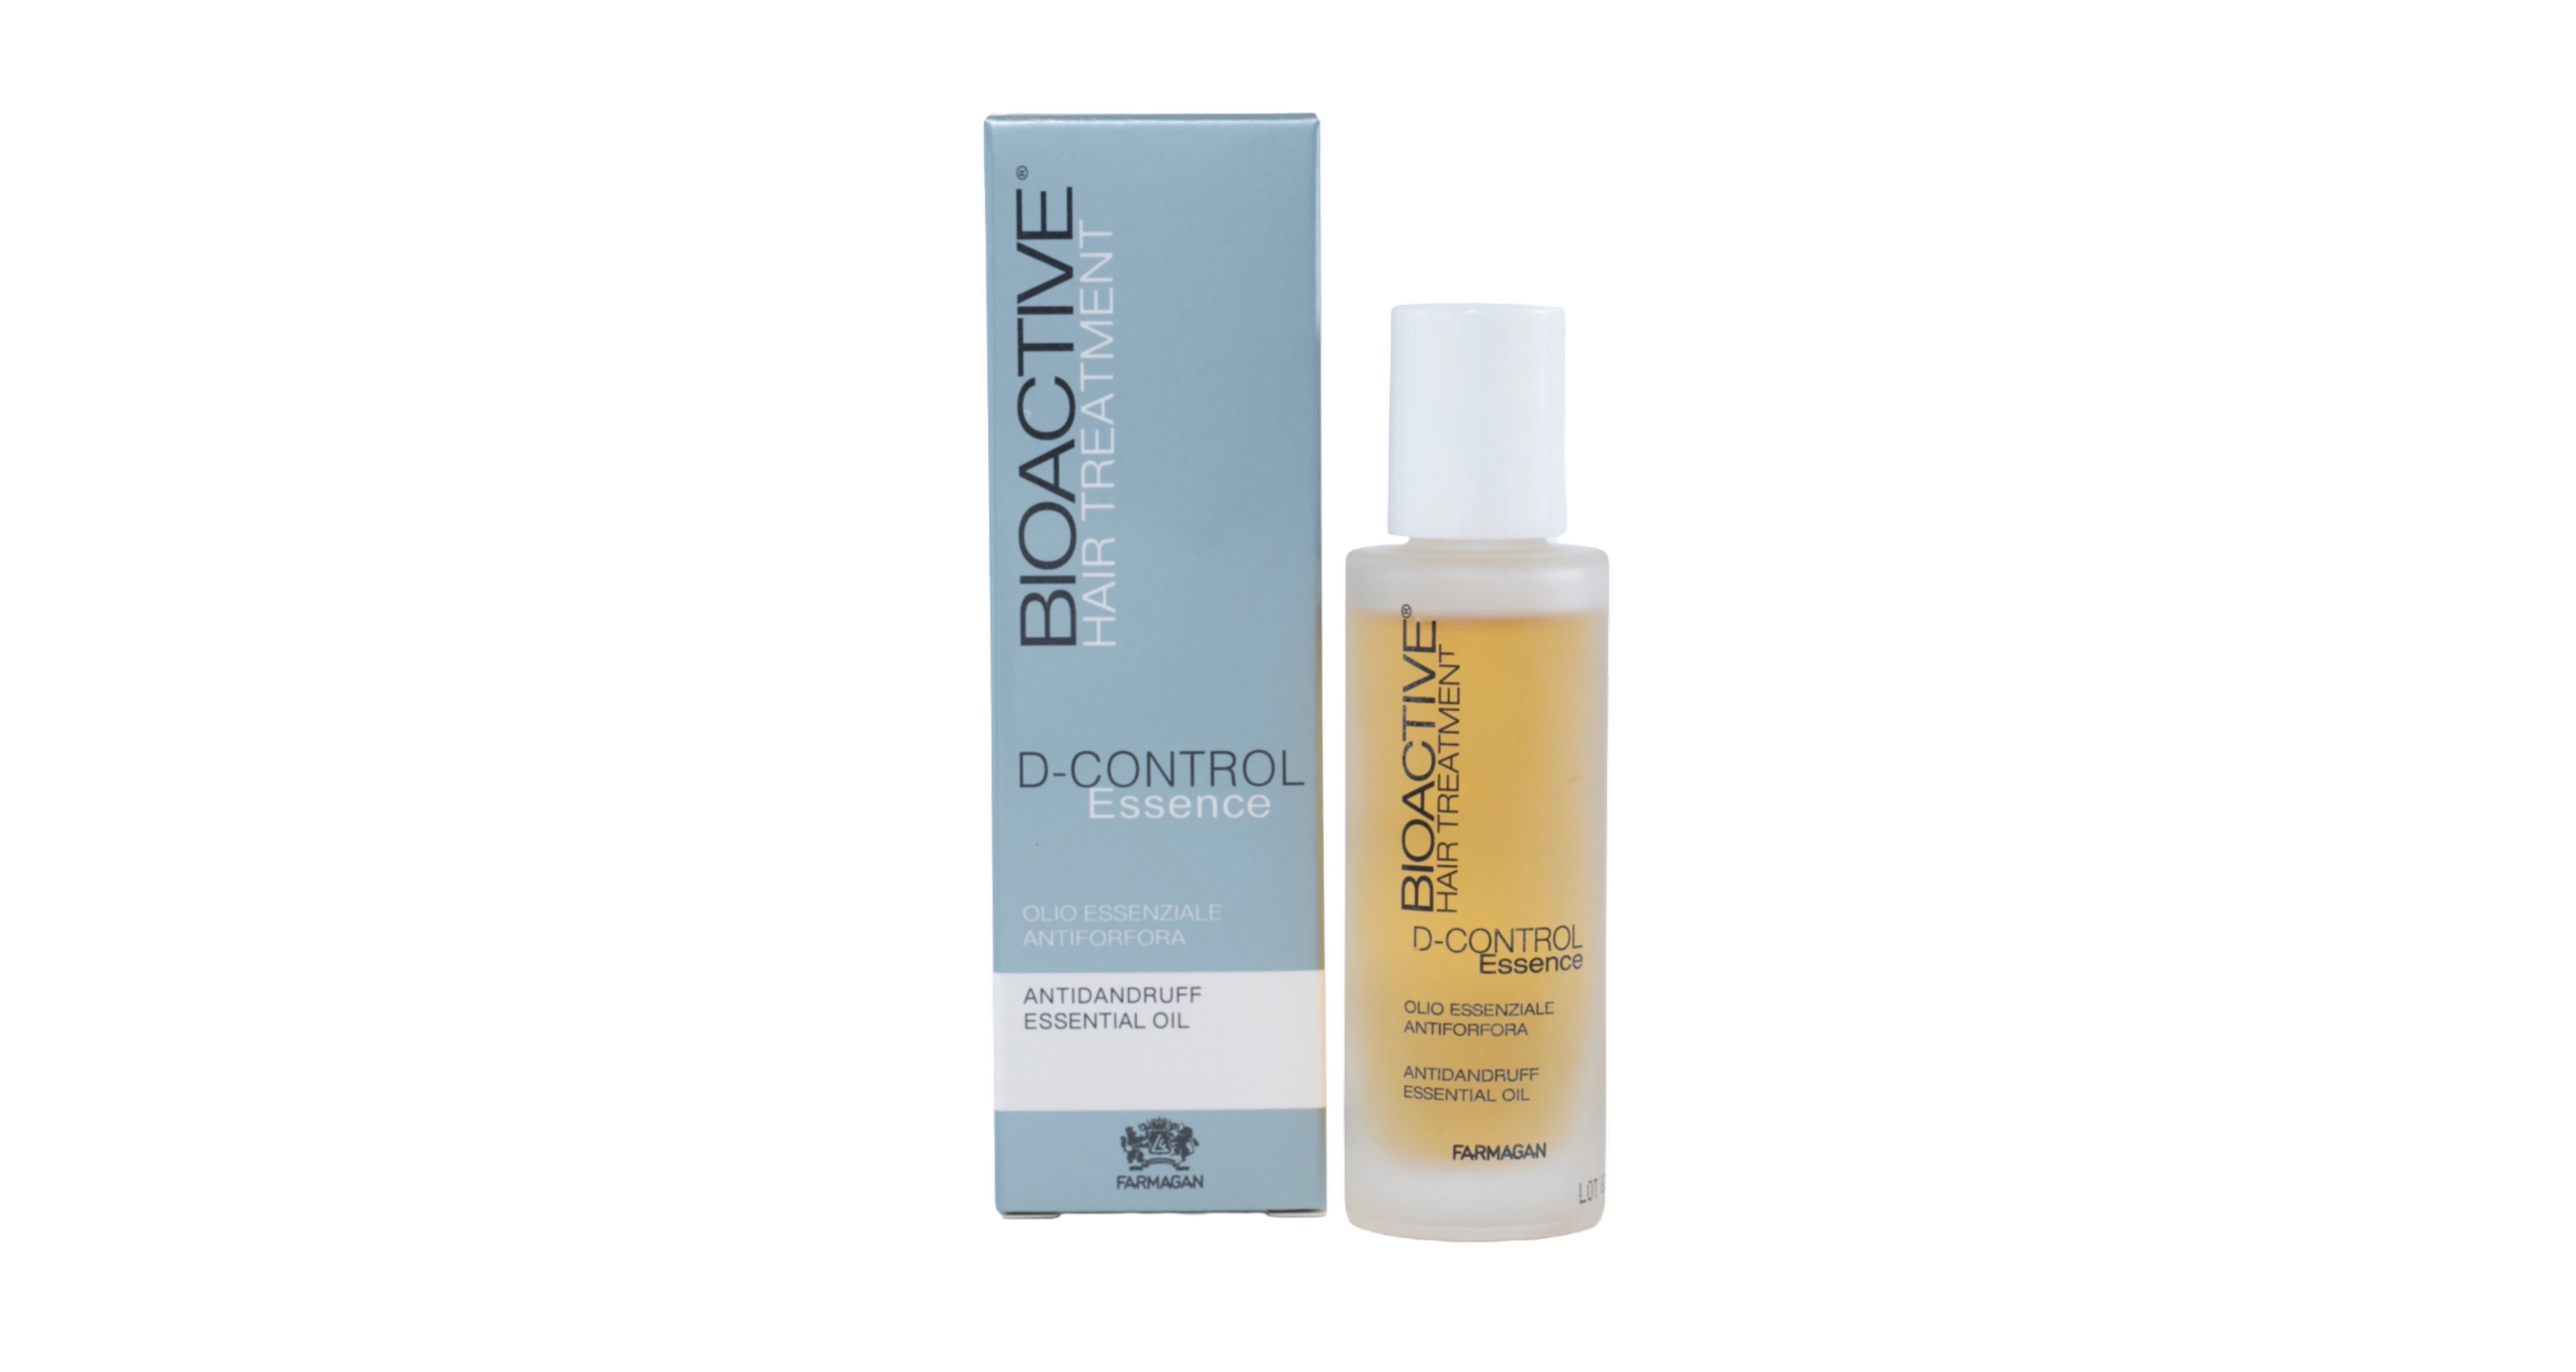 BIOACTIVE®
HAIR TREATMENT
D-CONTROL
Essence
OLIO ESSENZIALE
ANTIFORFORA
ANTIDANDRUFF
ESSENTIAL OIL
FARMAGAN
BIOACTIVE®
HAIR TREATMENT
D-CONTROL
Essence
OLIO ESSENZIALE
ANTIFORFORA
ANTIDANDRUFF
ESSENTIAL OIL
FARMAGAN
LOT